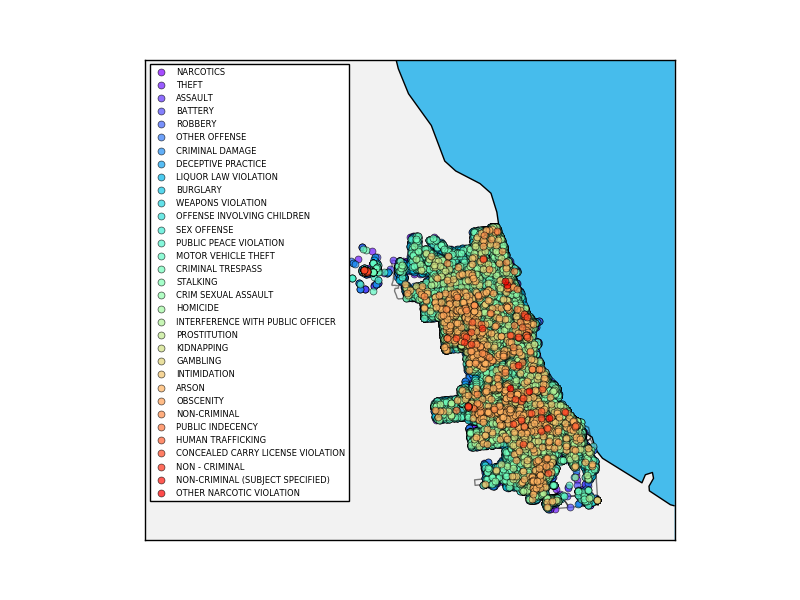 NARCOTICS
THEFT
ASSAULT
BATTERY
ROBBERY
OTHER OFFENSE
CRIMINAL DAMAGE
DECEPTIVE PRACTICE
LIQUOR LAW VIOLATION
BURGLARY
WEAPONS VIOLATION
OFFENSE INVOLVING CHILDREN
SEX OFFENSE
PUBLIC PEACE VIOLATION
MOTOR VEHICLE THEFT
CRIMINAL TRESPASS
STALKING
CRIM SEXUAL ASSAULT
HOMICIDE
INTERFERENCE WITH PUBLIC OFFICER
PROSTITUTION
KIDNAPPING
GAMBLING
INTIMIDATION
ARSON
OBSCENITY
NON-CRIMINAL
PUBLIC INDECENCY
HUMAN TRAFFICKING
CONCEALED CARRY LICENSE VIOLATION
NON - CRIMINAL
NON-CRIMINAL (SUBJECT SPECIFIED)
OTHER NARCOTIC VIOLATION